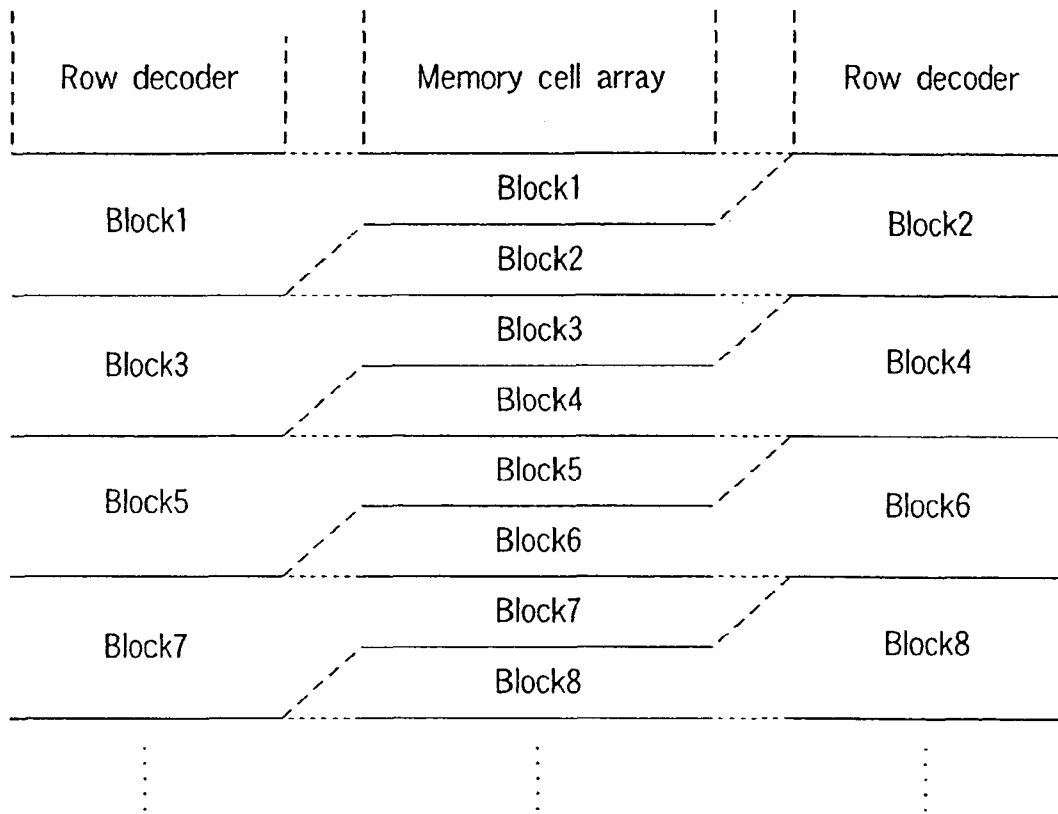 Row decoder
Memory cell array
Row decoder
Block1
Block1
Block2
Block2
Block3
Block3
Block4
Block4
Block5
Block5
Block6
Block6
Block7
Block7
Block8
Block8